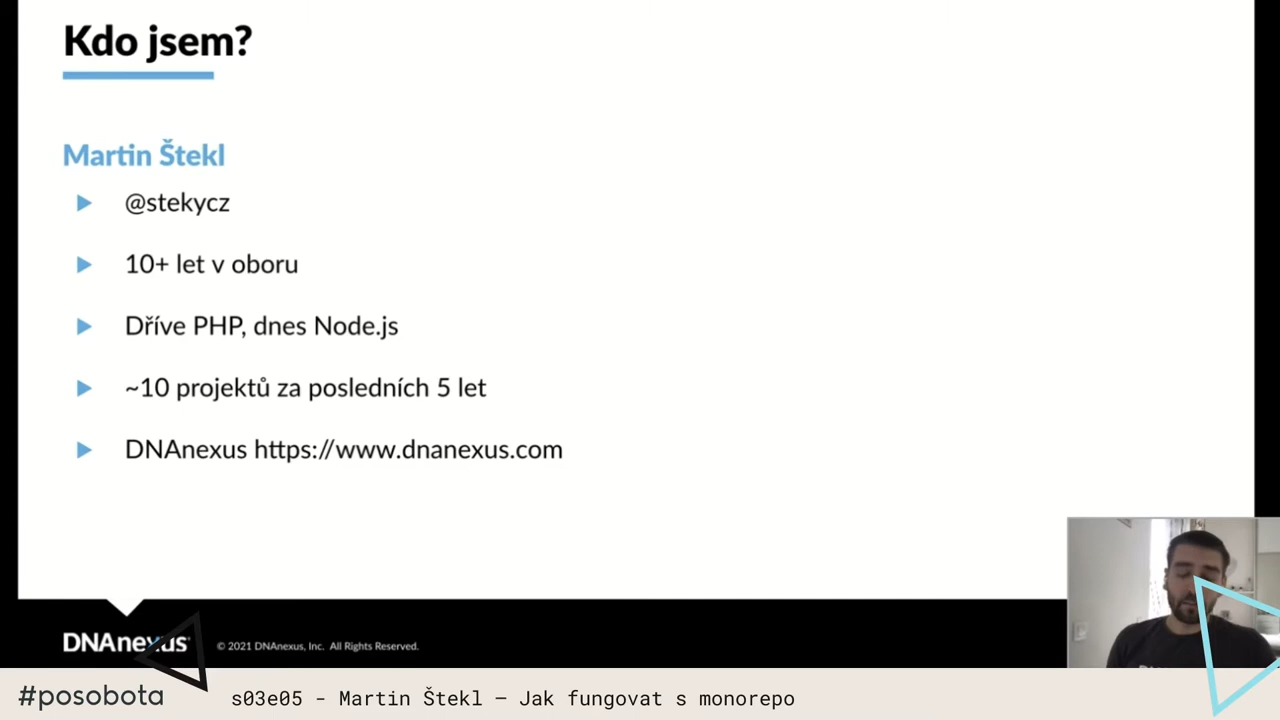 Kdo jsem?
Martin Štekl
@stekycz
10+ let v oboru
Dříve PHP, dnes Node.js
~10 projektů za posledních 5 let
DNAnexus https://www.dnanexus.com
DNAnexus
© 2021 DNAnexus, Inc. All Rights Reserved.
#posobota
s03e05 - Martin Štekl — Jak fungovat s monorepo